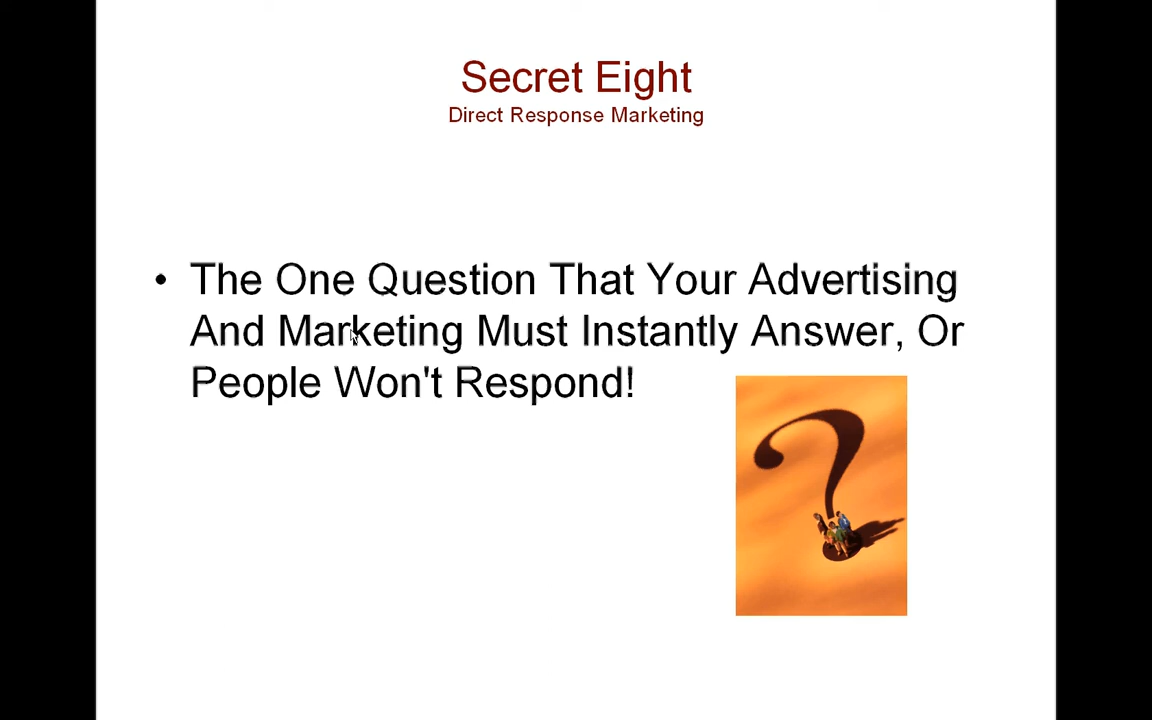 Secret Eight
Direct Response Marketing
• The One Question That Your Advertising
And Marketing Must Instantly Answer, Or
People Won't Respond!